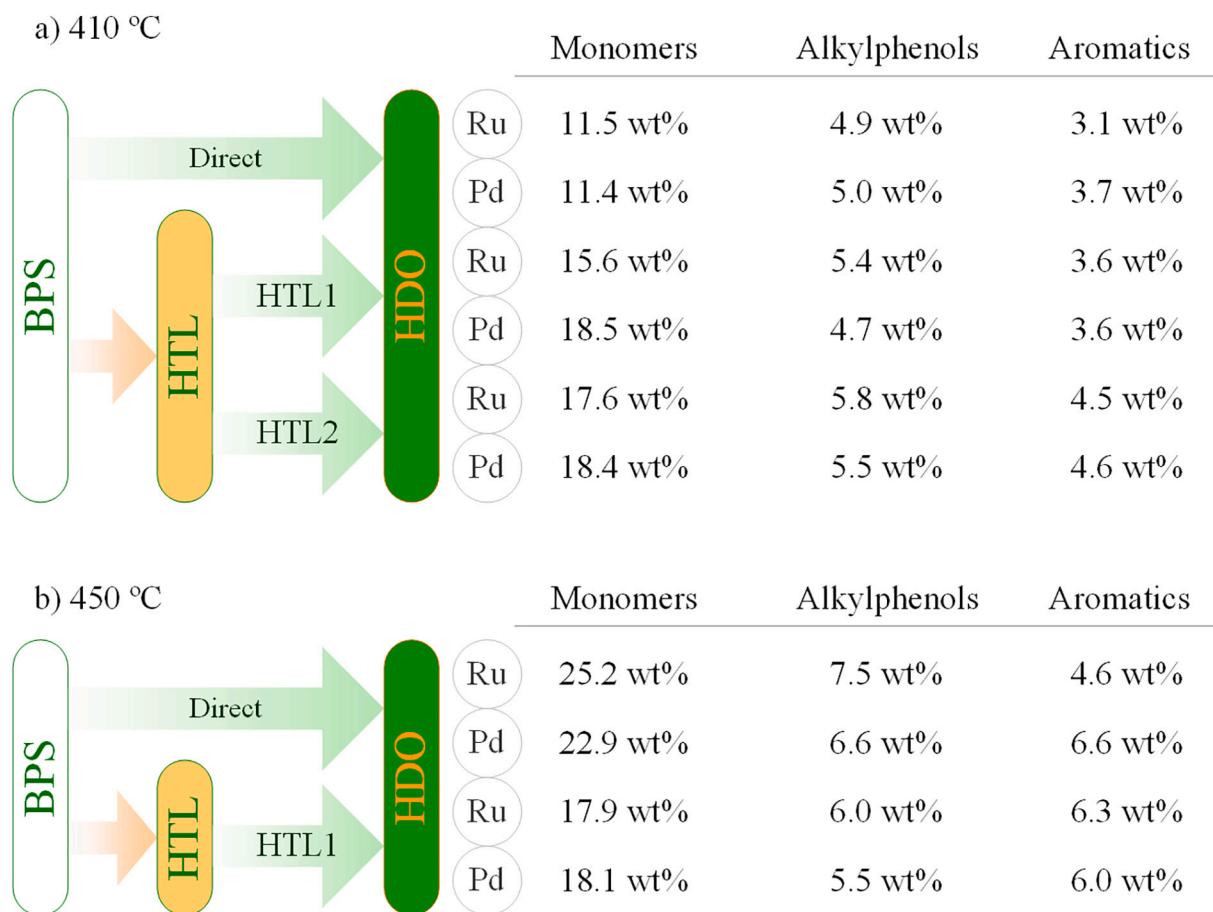 a) 410 ºC
Monomers Alkylphenols Aromatics
BPS
HTL
HDO
Direct
HTL1
HTL2
Ru 11.5 wt% 4.9 wt% 3.1 wt%
Pd 11.4 wt% 5.0 wt% 3.7 wt%
Ru 15.6 wt% 5.4 wt% 3.6 wt%
Pd 18.5 wt% 4.7 wt% 3.6 wt%
Ru 17.6 wt% 5.8 wt% 4.5 wt%
Pd 18.4 wt% 5.5 wt% 4.6 wt%
b) 450 ºC
Monomers Alkylphenols Aromatics
BPS
HTL
HDO
Direct
HTL1
Ru 25.2 wt% 7.5 wt% 4.6 wt%
Pd 22.9 wt% 6.6 wt% 6.6 wt%
Ru 17.9 wt% 6.0 wt% 6.3 wt%
Pd 18.1 wt% 5.5 wt% 6.0 wt%